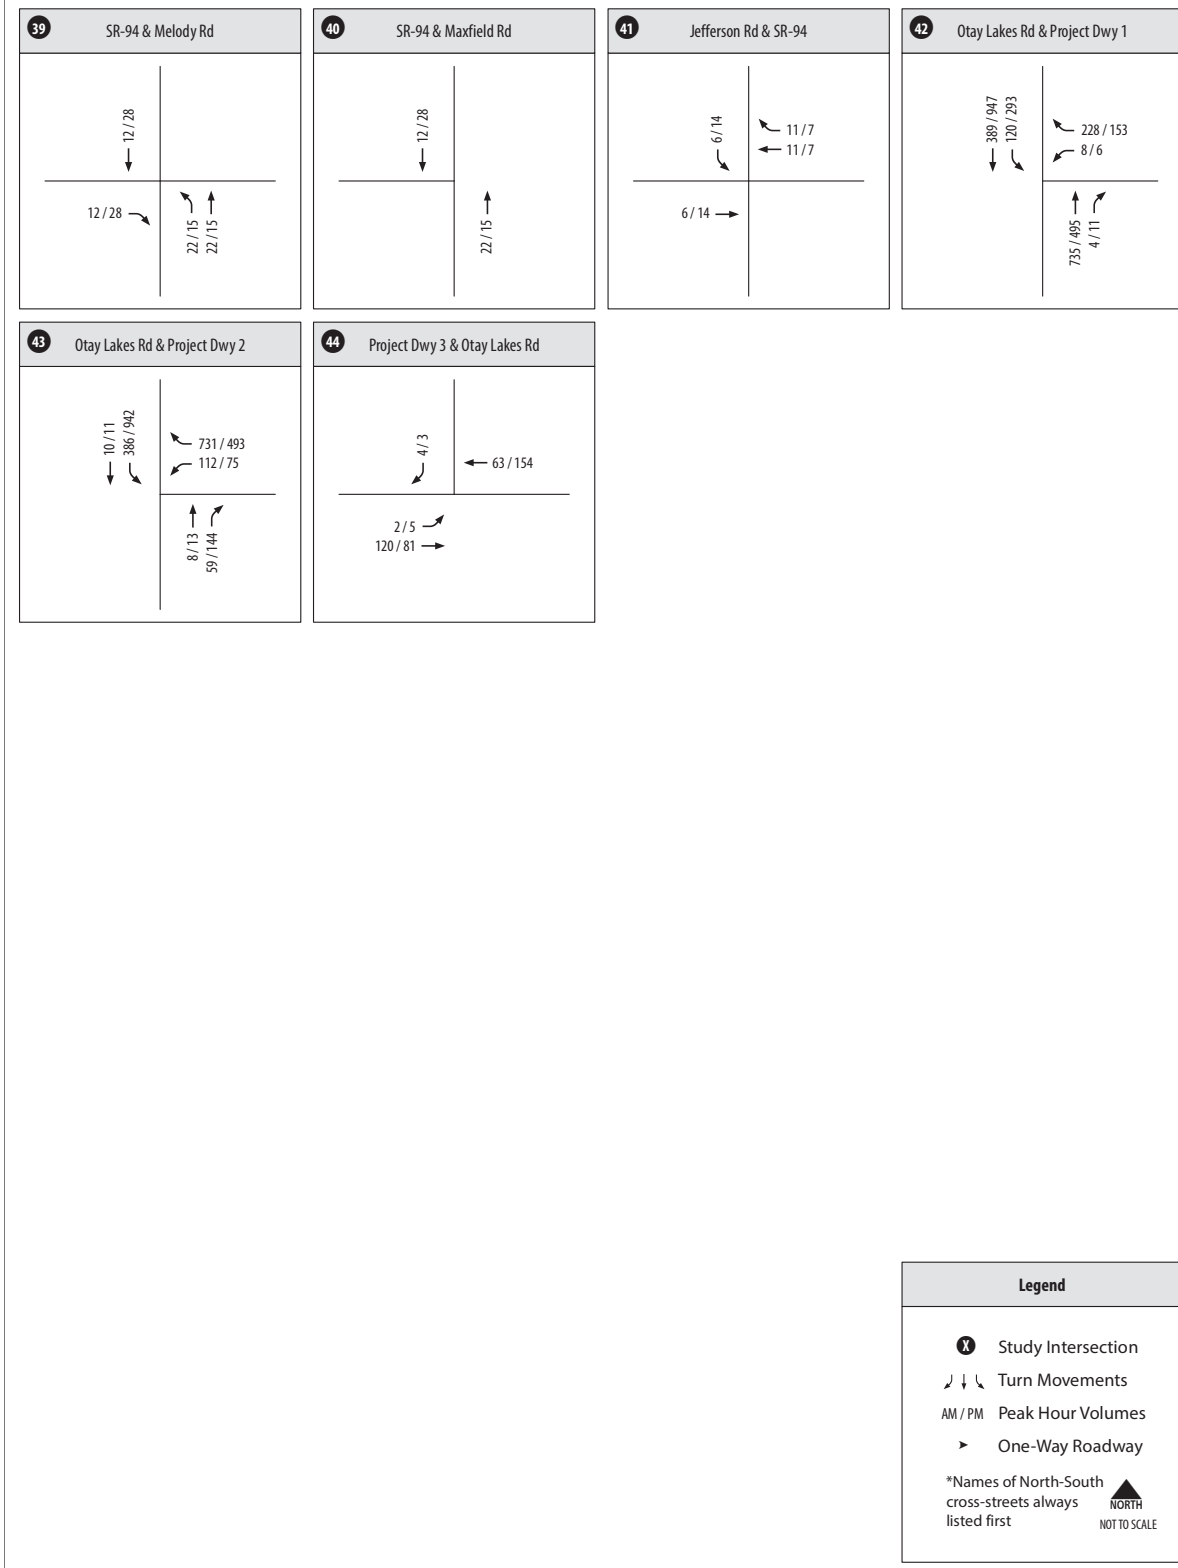 39 SR-94 & Melody Rd
12 / 28
12 / 28
22 / 15
22 / 15
40 SR-94 & Maxfield Rd
12 / 28
22 / 15
41 Jefferson Rd & SR-94
6 / 14
11 / 7
11 / 7
6 / 14
42 Otay Lakes Rd & Project Dwy 1
389 / 947
120 / 293
228 / 153
8 / 6
735 / 495
4 / 11
43 Otay Lakes Rd & Project Dwy 2
10 / 11
386 / 942
731 / 493
112 / 75
8 / 13
59 / 144
44 Project Dwy 3 & Otay Lakes Rd
4 / 3
63 / 154
2 / 5
120 / 81
Legend
X Study Intersection
Turn Movements
AM / PM Peak Hour Volumes
One-Way Roadway
*Names of North-South
cross-streets always
listed first
NORTH
NOT TO SCALE